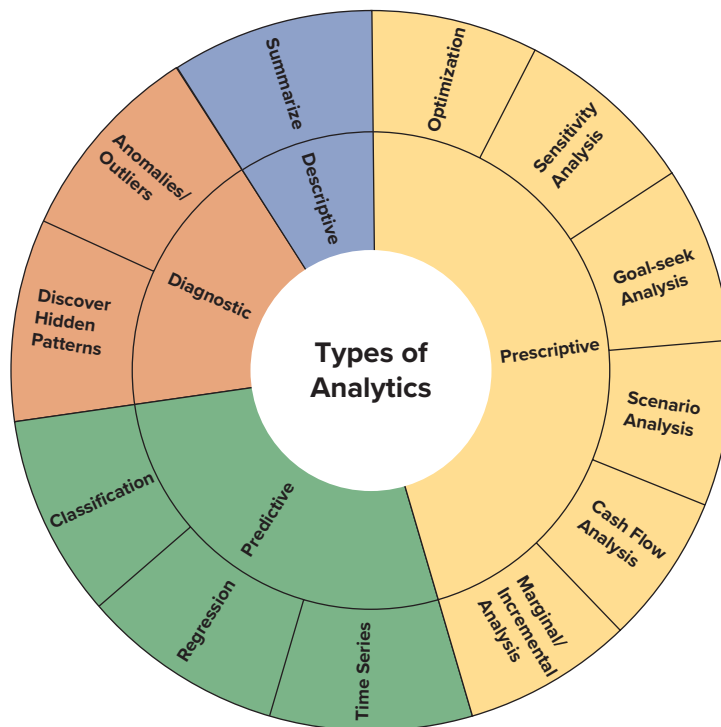 Types of
Analytics
Descriptive
Summarize
Prescriptive
Optimization
Sensitivity
Analysis
Goal-seek
Analysis
Scenario
Analysis
Cash Flow
Analysis
Marginal/
Incremental
Analysis
Predictive
Time Series
Regression
Classification
Diagnostic
Discover
Hidden
Patterns
Anomalies/
Outliers